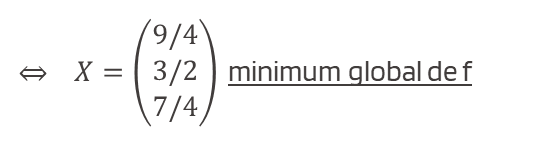 ⇔ X = (9/4
3/2
7/4) minimum global de f